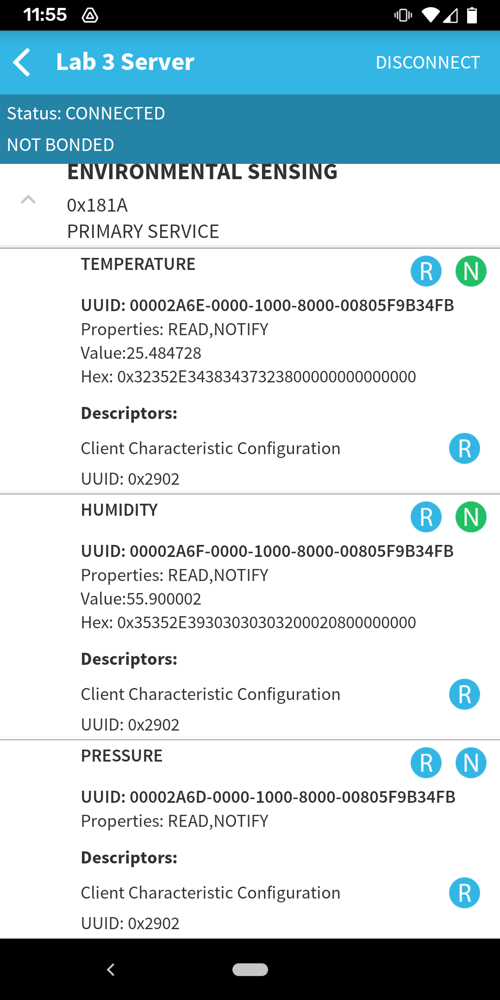 11:55
Lab 3 Server DISCONNECT
Status: CONNECTED
NOT BONDED
ENVIRONMENTAL SENSING
0x181A
PRIMARY SERVICE
TEMPERATURE R N
UUID: 00002A6E-0000-1000-8000-00805F9B34FB
Properties: READ,NOTIFY
Value:25.484728
Hex: 0x32352E34383437323800000000000000
Descriptors:
Client Characteristic Configuration R
UUID: 0x2902
HUMIDITY R N
UUID: 00002A6F-0000-1000-8000-00805F9B34FB
Properties: READ,NOTIFY
Value:55.900002
Hex: 0x35352E39303030303200020800000000
Descriptors:
Client Characteristic Configuration R
UUID: 0x2902
PRESSURE R N
UUID: 00002A6D-0000-1000-8000-00805F9B34FB
Properties: READ,NOTIFY
Descriptors:
Client Characteristic Configuration R
UUID: 0x2902